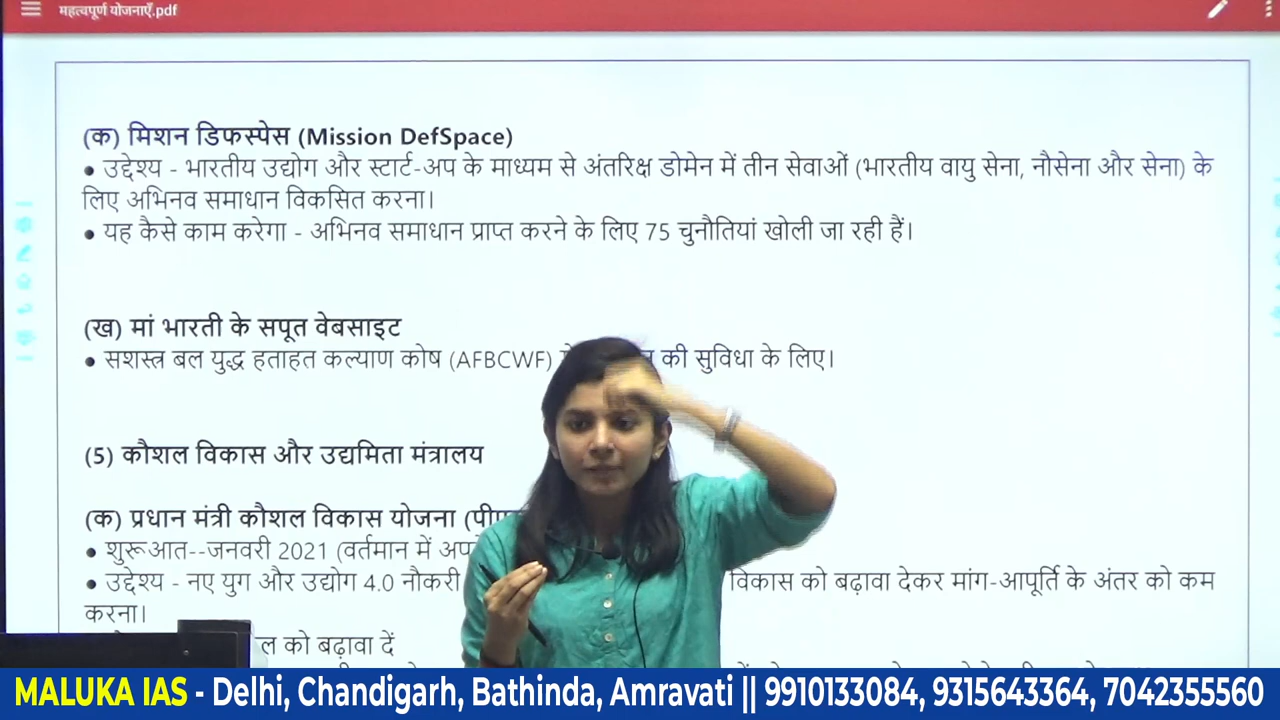 महत्वपूर्ण योजनाएँ.pdf
(क) मिशन डिफस्पेस (Mission DefSpace)
● उद्देश्य - भारतीय उद्योग और स्टार्ट-अप के माध्यम से अंतरिक्ष डोमेन में तीन सेवाओं (भारतीय वायु सेना, नौसेना और सेना) के
लिए अभिनव समाधान विकसित करना।
● यह कैसे काम करेगा - अभिनव समाधान प्राप्त करने के लिए 75 चुनौतियां खोली जा रही हैं।
(ख) मां भारती के सपूत वेबसाइट
● सशस्त्र बल युद्ध हताहत कल्याण कोष (AFBCWF) की सुविधा के लिए।
(5) कौशल विकास और उद्यमिता मंत्रालय
(क) प्रधान मंत्री कौशल विकास योजना
● शुरूआत--जनवरी 2021 (वर्तमान में
● उद्देश्य - नए युग और उद्योग 4.0 नौकरी विकास को बढ़ावा देकर मांग-आपूर्ति के अंतर को कम
करना।
को बढ़ावा दें
MALUKA IAS - Delhi, Chandigarh, Bathinda, Amravati || 9910133084, 9315643364, 7042355560